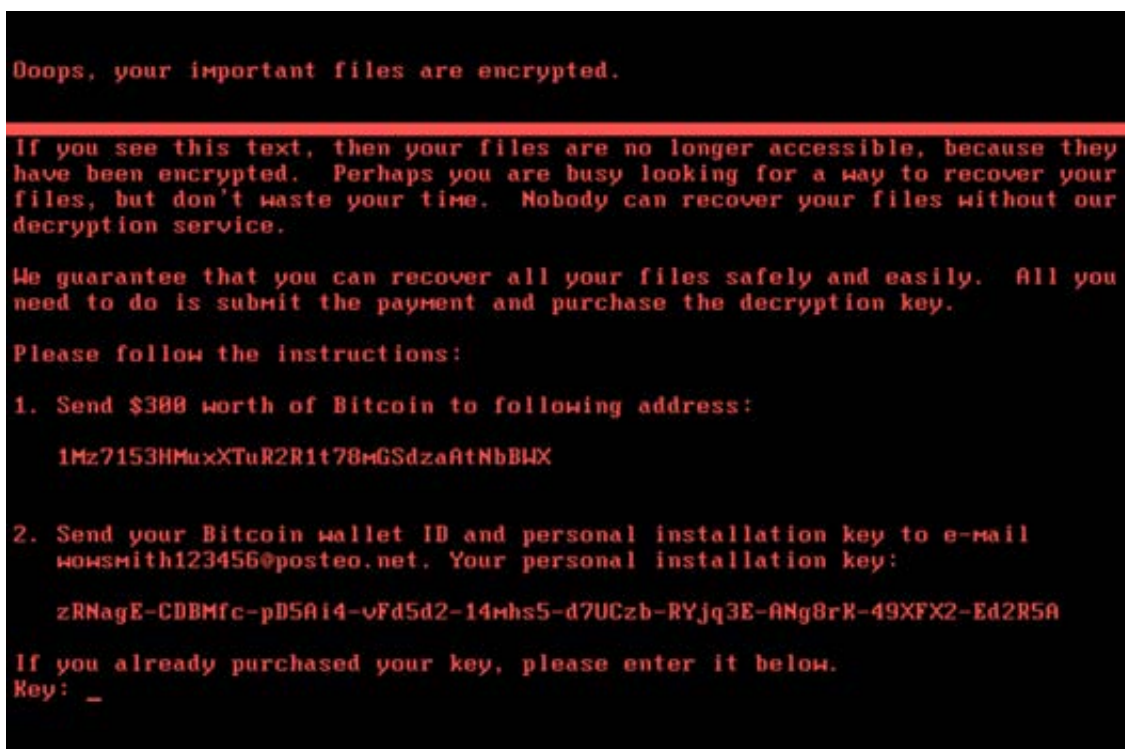 Ooops, your important files are encrypted.
If you see this text, then your files are no longer accessible, because they
have been encrypted.  Perhaps you are busy looking for a way to recover your
files, but don't waste your time.  Nobody can recover your files without our
decryption service.
We guarantee that you can recover all your files safely and easily.  All you
need to do is submit the payment and purchase the decryption key.
Please follow the instructions:
1. Send $300 worth of Bitcoin to following address:
1Mz7153HMuxXTuR2R1t78mGSdzaAtNbBWX
2. Send your Bitcoin wallet ID and personal installation key to e-mail
wowsmith123456@posteo.net. Your personal installation key:
zRNagE-CDBMfc-pD5Ai4-vFd5d2-14mhs5-d7UCzb-RYjq3E-ANg8rK-49XFX2-Ed2R5A
If you already purchased your key, please enter it below.
Key: _